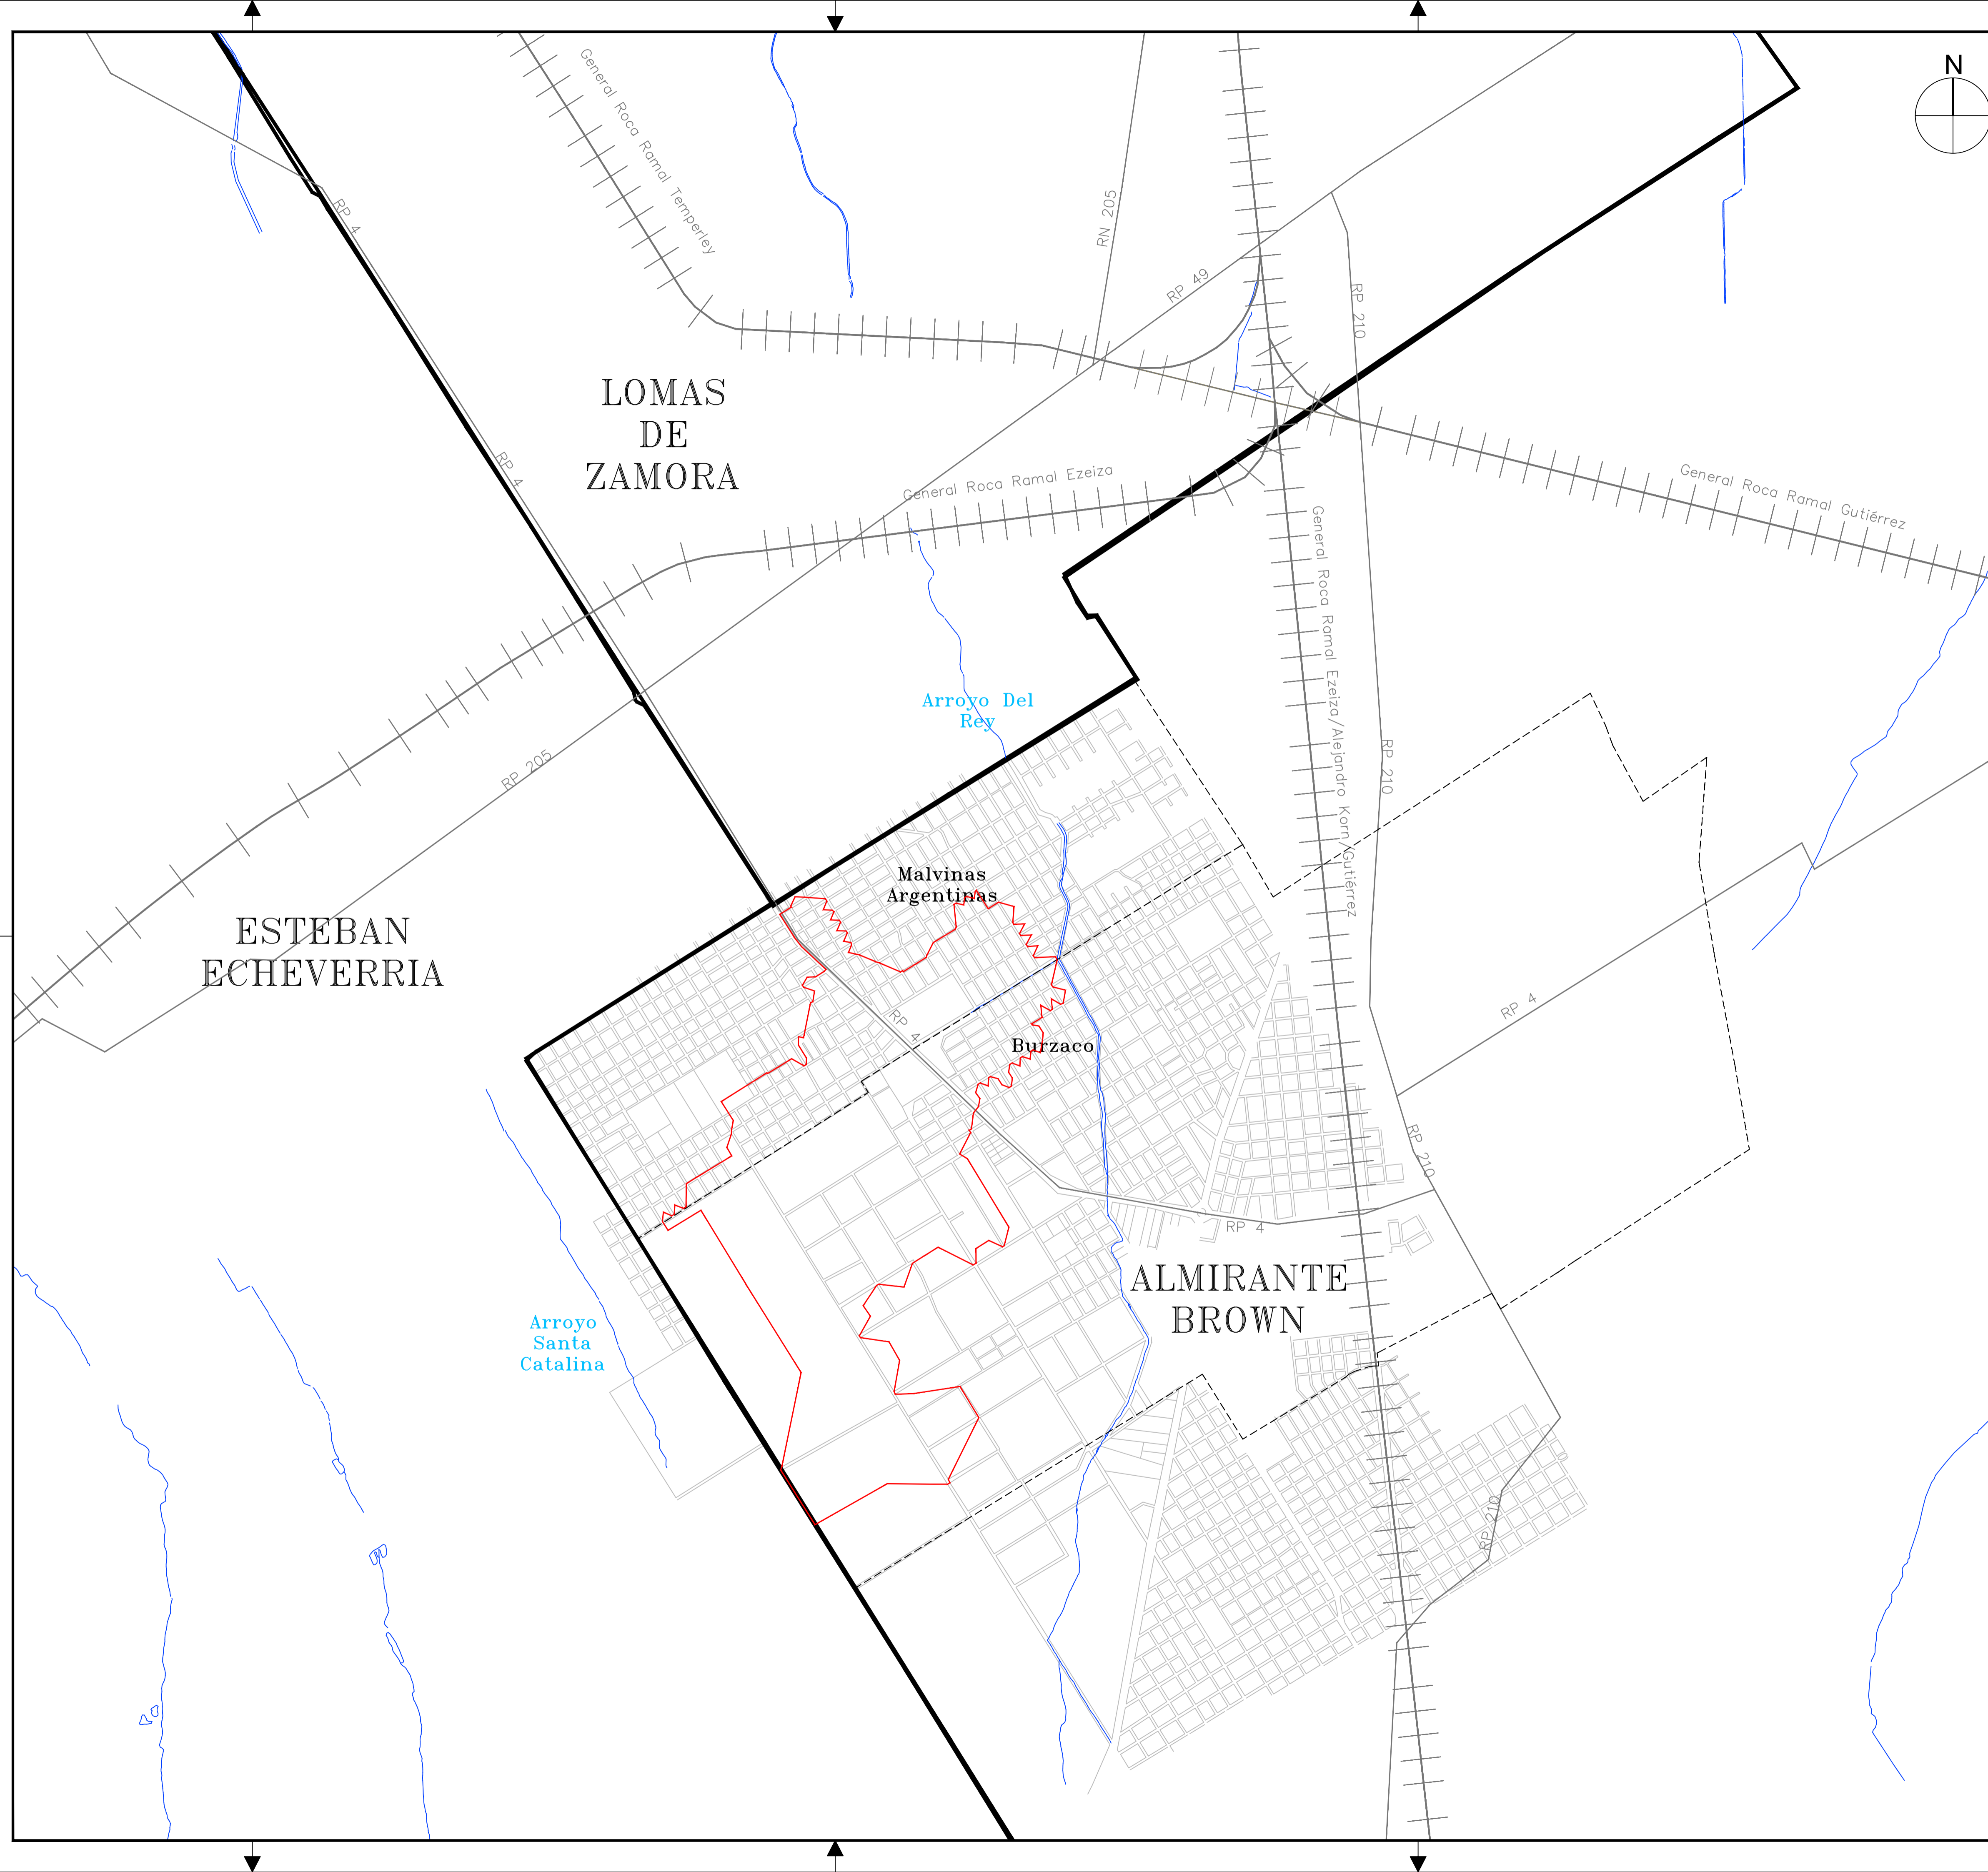 N
General Roca Ramal Temperley
RP 4
RN 205
RP 49
RP 210
LOMAS
DE
ZAMORA
RP 4
General Roca Ramal Ezeiza
General Roca Ramal Gutiérrez
General Roca Ramal Ezeiza/Alejandro Korn/Gutiérrez
Arroyo Del
Rey
RP 205
RP 210
Malvinas
Argentinas
ESTEBAN
ECHEVERRIA
RP 4
RP 4
Burzaco
RP 210
RP 4
ALMIRANTE
BROWN
Arroyo
Santa
Catalina
RP 210